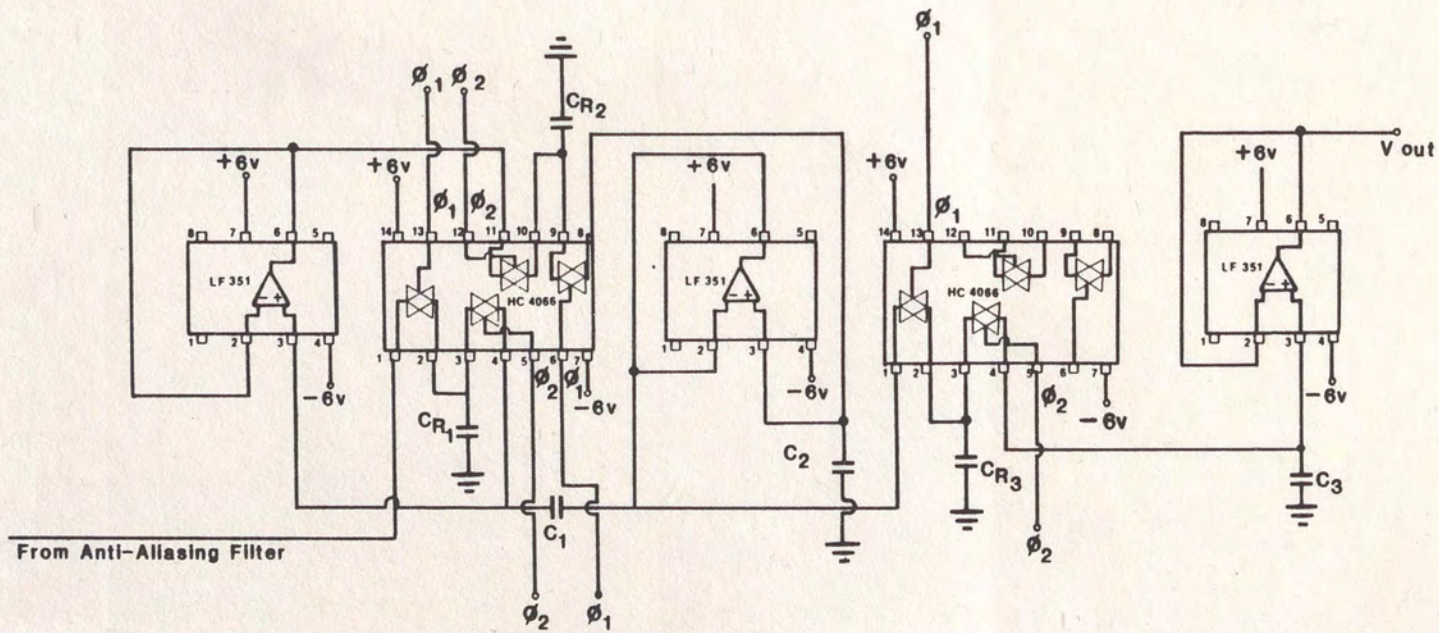 Ø1
Ø1 Ø2
CR2
+6v
+6v
+6v
+6v
+6v
V out
Ø1 Ø2
Ø1
8 7 6 5
14 13 12 11 10 9 8
8 7 6 5
14 13 12 11 10 9 8
8 7 6 5
LF 351
- +
HC 4066
LF 351
- +
HC 4066
LF 351
- +
1 2 3 4
1 2 3 4 5 6 7
1 2 3 4
1 2 3 4 5 6 7
1 2 3 4
-6v
Ø2 Ø1
-6v
-6v
Ø2
-6v
-6v
CR1
C2
CR3
C3
C1
From Anti-Aliasing Filter
Ø2 Ø1
Ø2